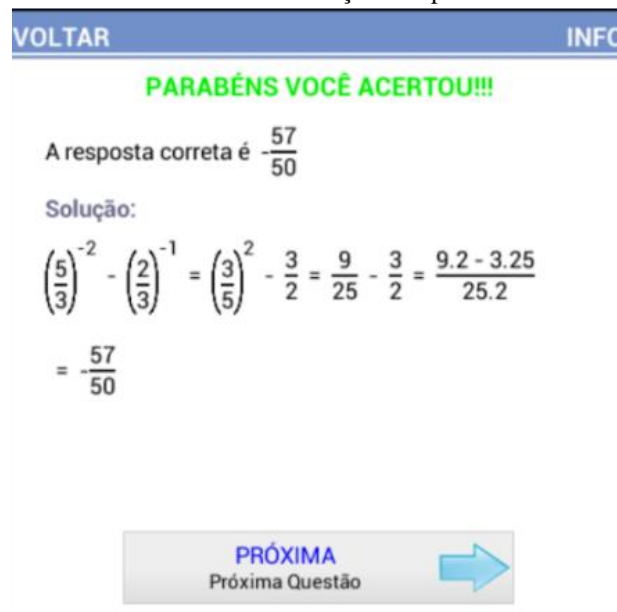 VOLTAR INFO
PARABÉNS VOCÊ ACERTOU!!!
A resposta correta é -57/50
Solução:
(5/3)^-2 - (2/3)^-1 = (3/5)^2 - 3/2 = 9/25 - 3/2 = 9.2 - 3.25/25.2
= -57/50
PRÓXIMA
Próxima Questão